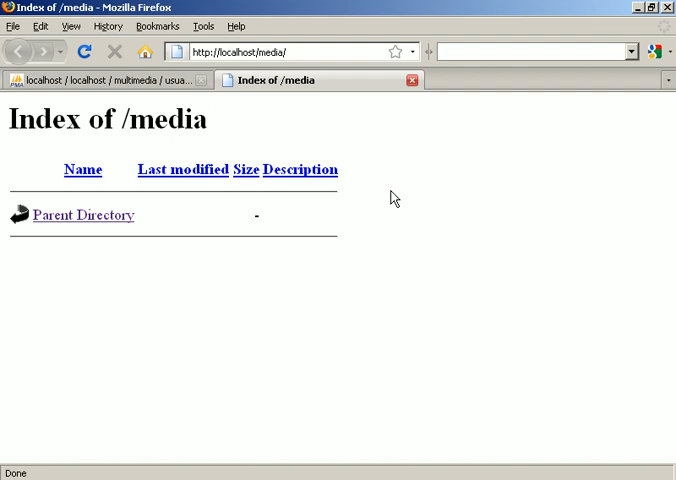 Index of /media - Mozilla Firefox
File Edit View History Bookmarks Tools Help
http://localhost/media/
localhost / localhost / multimedia / usua...
Index of /media
Index of /media
Name Last modified Size Description
Parent Directory -
Done